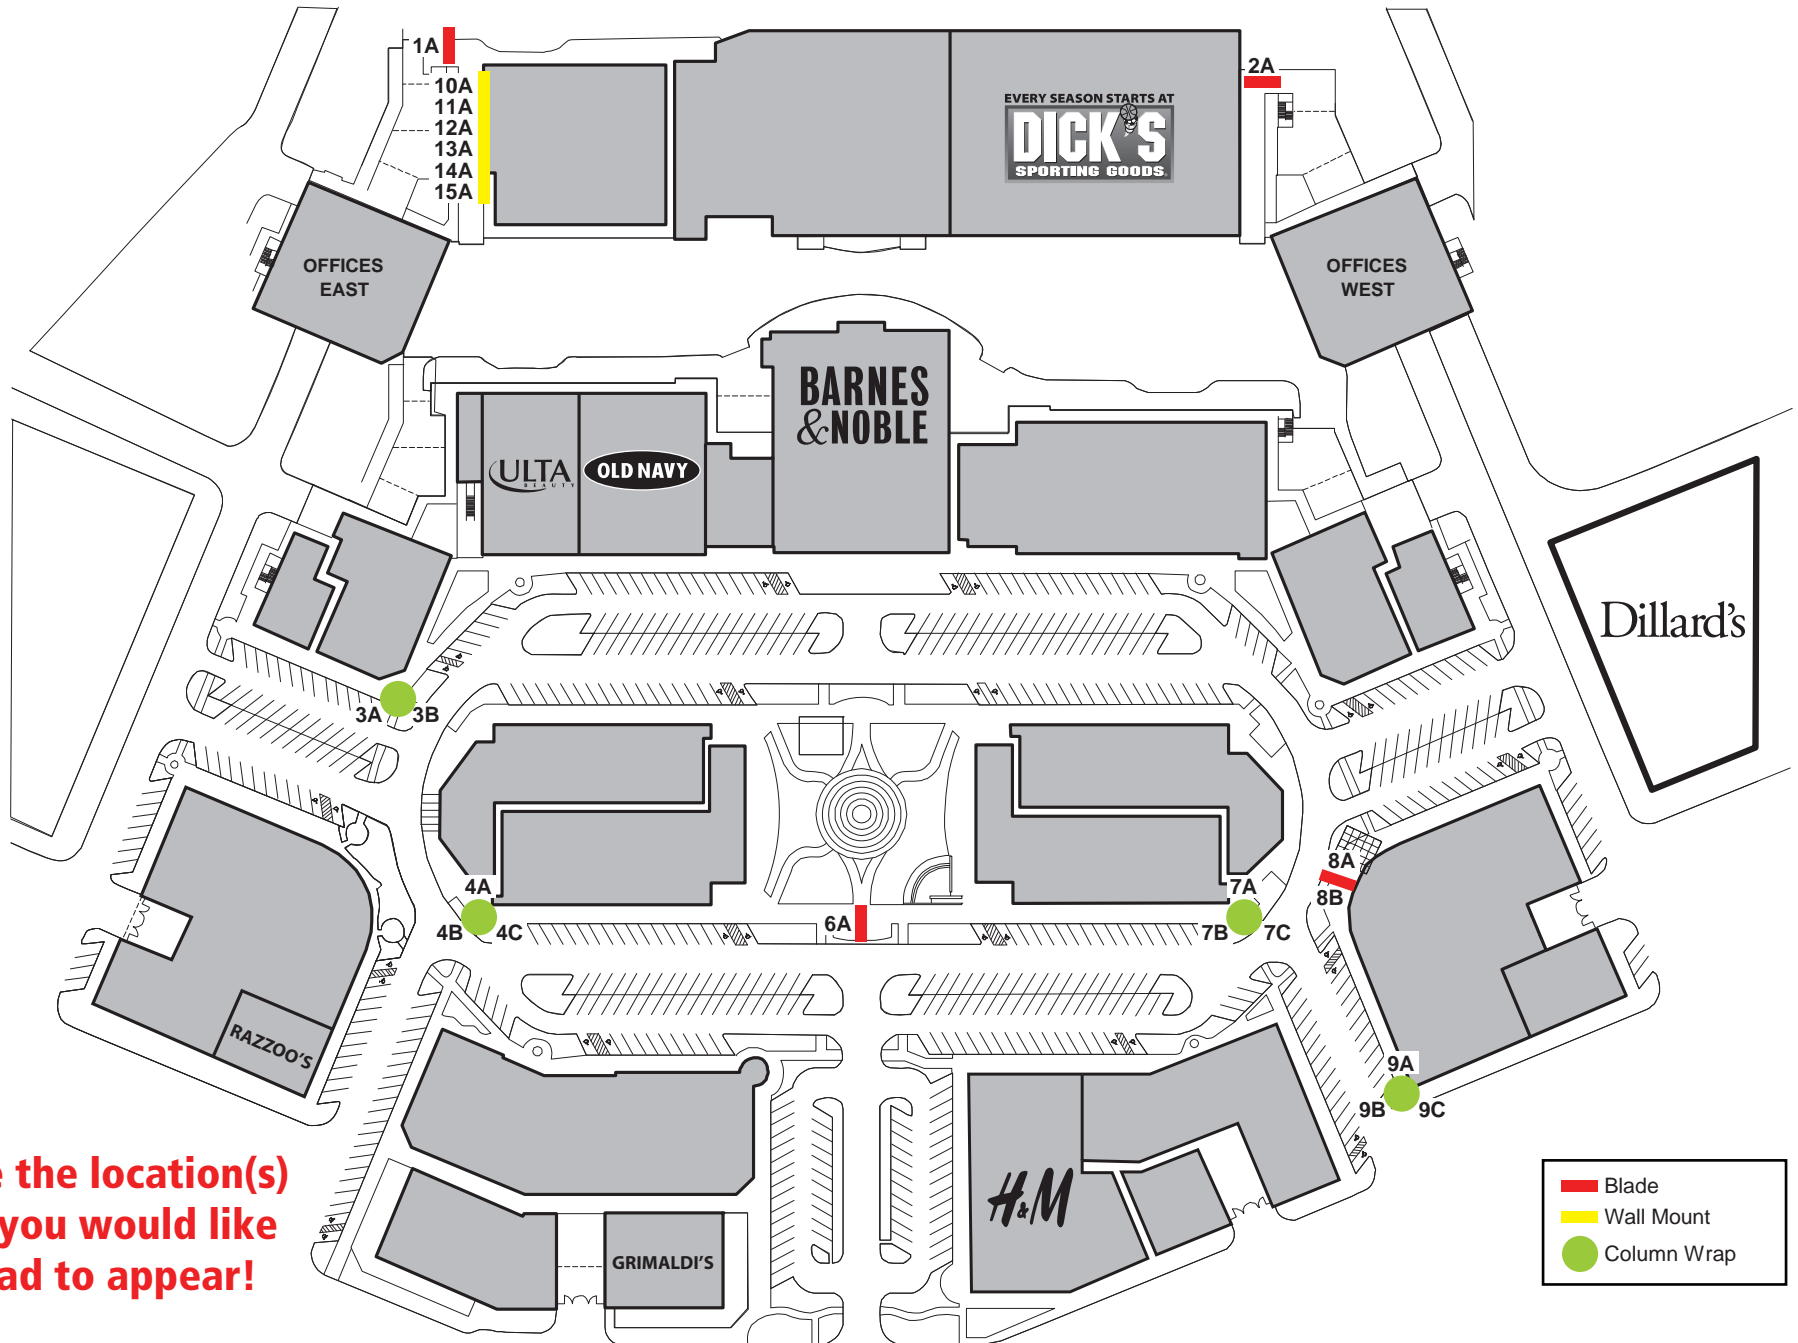 1A
10A
11A
12A
13A
14A
15A
2A
EVERY SEASON STARTS AT
DICK'S
SPORTING GOODS
OFFICES
EAST
OFFICES
WEST
BARNES
&NOBLE
ULTA
BEAUTY
OLD NAVY
Dillard's
3A
3B
4A
4B
4C
6A
7A
7B
7C
8A
8B
RAZZOO'S
9A
9B
9C
H&M
GRIMALDI'S
e the location(s)
you would like
ad to appear!
Blade
Wall Mount
Column Wrap